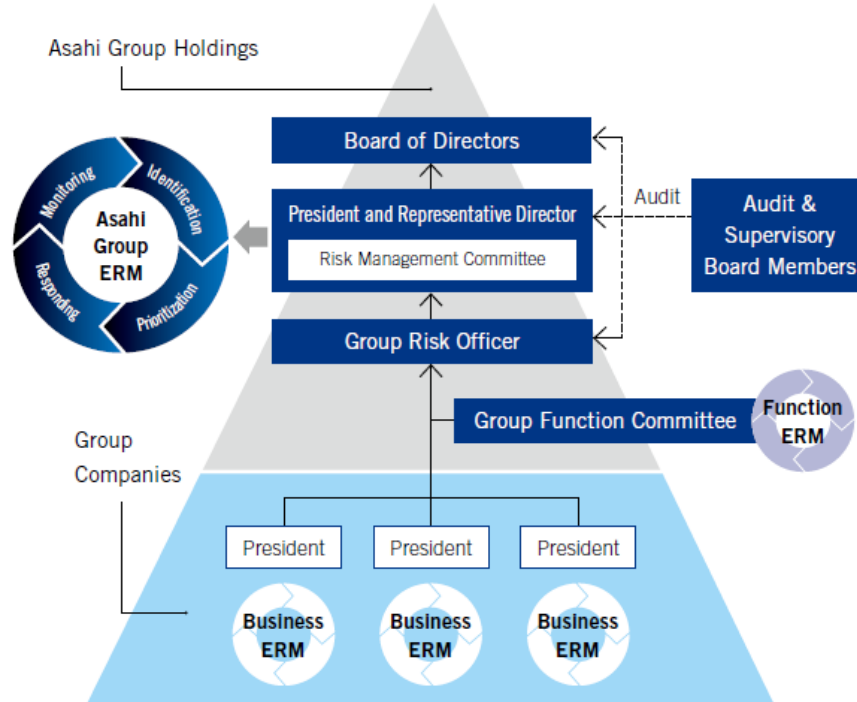 Asahi Group Holdings
Board of Directors
Monitoring
Identification
Responding
Prioritization
Asahi
Group
ERM
President and Representative Director
Risk Management Committee
Audit
Audit &
Supervisory
Board Members
Group Risk Officer
Group Function Committee
Function
ERM
Group
Companies
President
President
President
Business
ERM
Business
ERM
Business
ERM